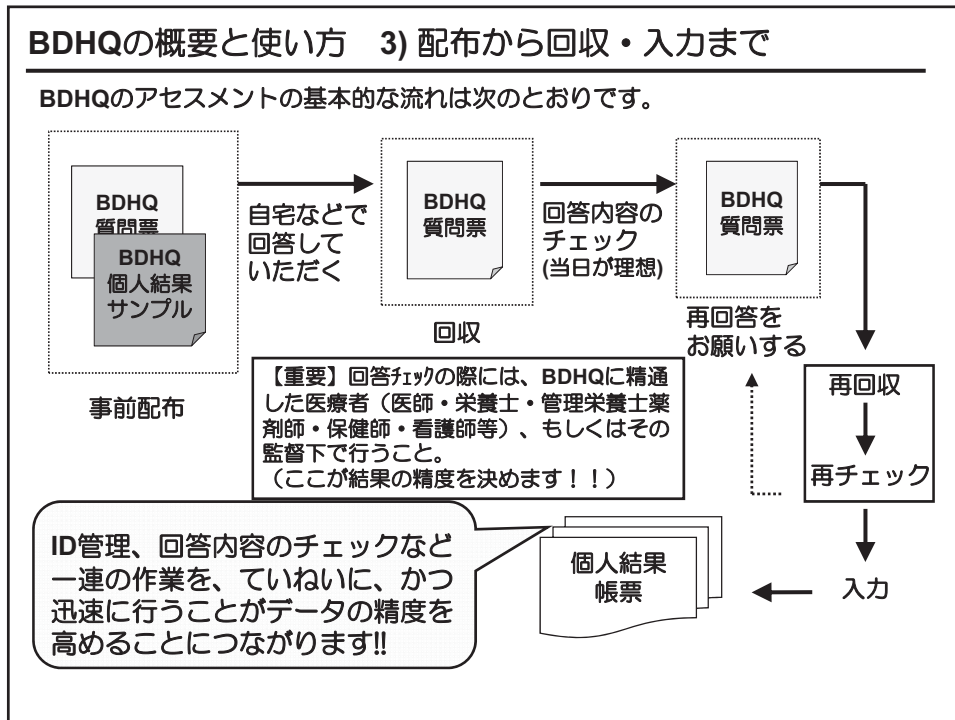 BDHQの概要と使い方　3) 配布から回収・入力まで
BDHQのアセスメントの基本的な流れは次のとおりです。
BDHQ
質問票
BDHQ
個人結果
サンプル
事前配布
自宅などで
回答して
いただく
BDHQ
質問票
回収
回答内容の
チェック
(当日が理想)
BDHQ
質問票
再回答を
お願いする
【重要】回答ﾁｪｯｸの際には、BDHQに精通
した医療者（医師・栄養士・管理栄養士薬
剤師・保健師・看護師等）、もしくはその
監督下で行うこと。
（ここが結果の精度を決めます！！）
再回収
再チェック
入力
個人結果
帳票
ID管理、回答内容のチェックなど
一連の作業を、ていねいに、かつ
迅速に行うことがデータの精度を
高めることにつながります!!